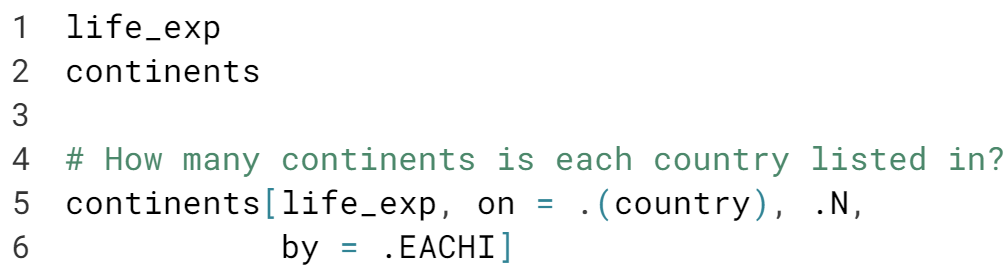 1 life_exp
2 continents
3
4 # How many continents is each country listed in?
5 continents[life_exp, on = .(country), .N,
6 by = .EACHI]